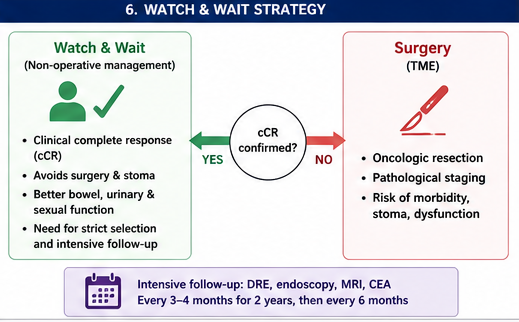 6. WATCH & WAIT STRATEGY
Watch & Wait
(Non-operative management)
• Clinical complete response
(cCR)
• Avoids surgery & stoma
• Better bowel, urinary &
sexual function
• Need for strict selection
and intensive follow-up
cCR
confirmed?
YES
NO
Surgery
(TME)
• Oncologic resection
• Pathological staging
• Risk of morbidity,
stoma, dysfunction
Intensive follow-up: DRE, endoscopy, MRI, CEA
Every 3–4 months for 2 years, then every 6 months